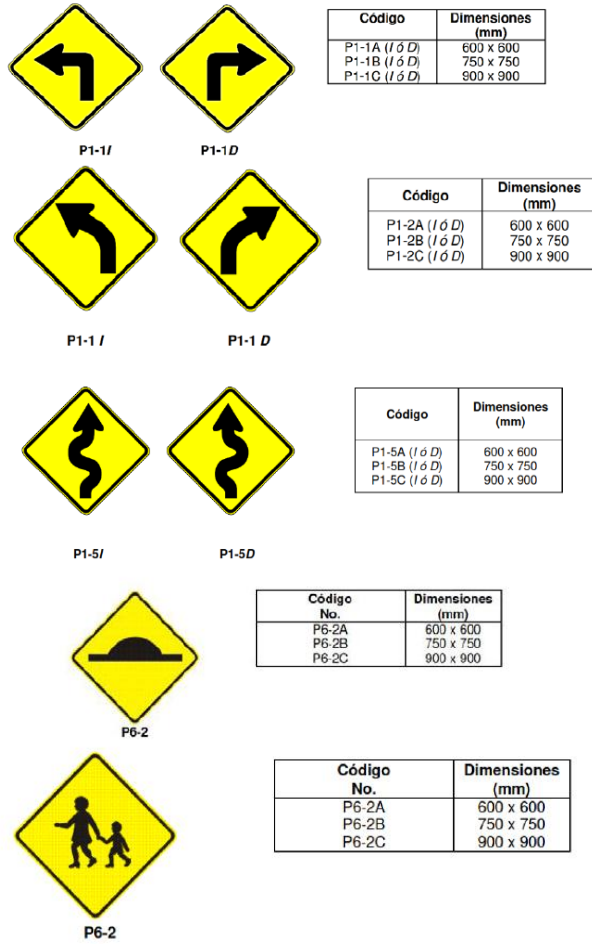 Código Dimensiones
(mm)
P1-1A (I ó D) 600 x 600
P1-1B (I ó D) 750 x 750
P1-1C (I ó D) 900 x 900
P1-1I P1-1D
Código Dimensiones
(mm)
P1-2A (I ó D) 600 x 600
P1-2B (I ó D) 750 x 750
P1-2C (I ó D) 900 x 900
P1-1 I P1-1 D
Código Dimensiones
(mm)
P1-5A (I ó D) 600 x 600
P1-5B (I ó D) 750 x 750
P1-5C (I ó D) 900 x 900
P1-5I P1-5D
Código Dimensiones
No. (mm)
P6-2A 600 x 600
P6-2B 750 x 750
P6-2C 900 x 900
P6-2
Código Dimensiones
No. (mm)
P6-2A 600 x 600
P6-2B 750 x 750
P6-2C 900 x 900
P6-2